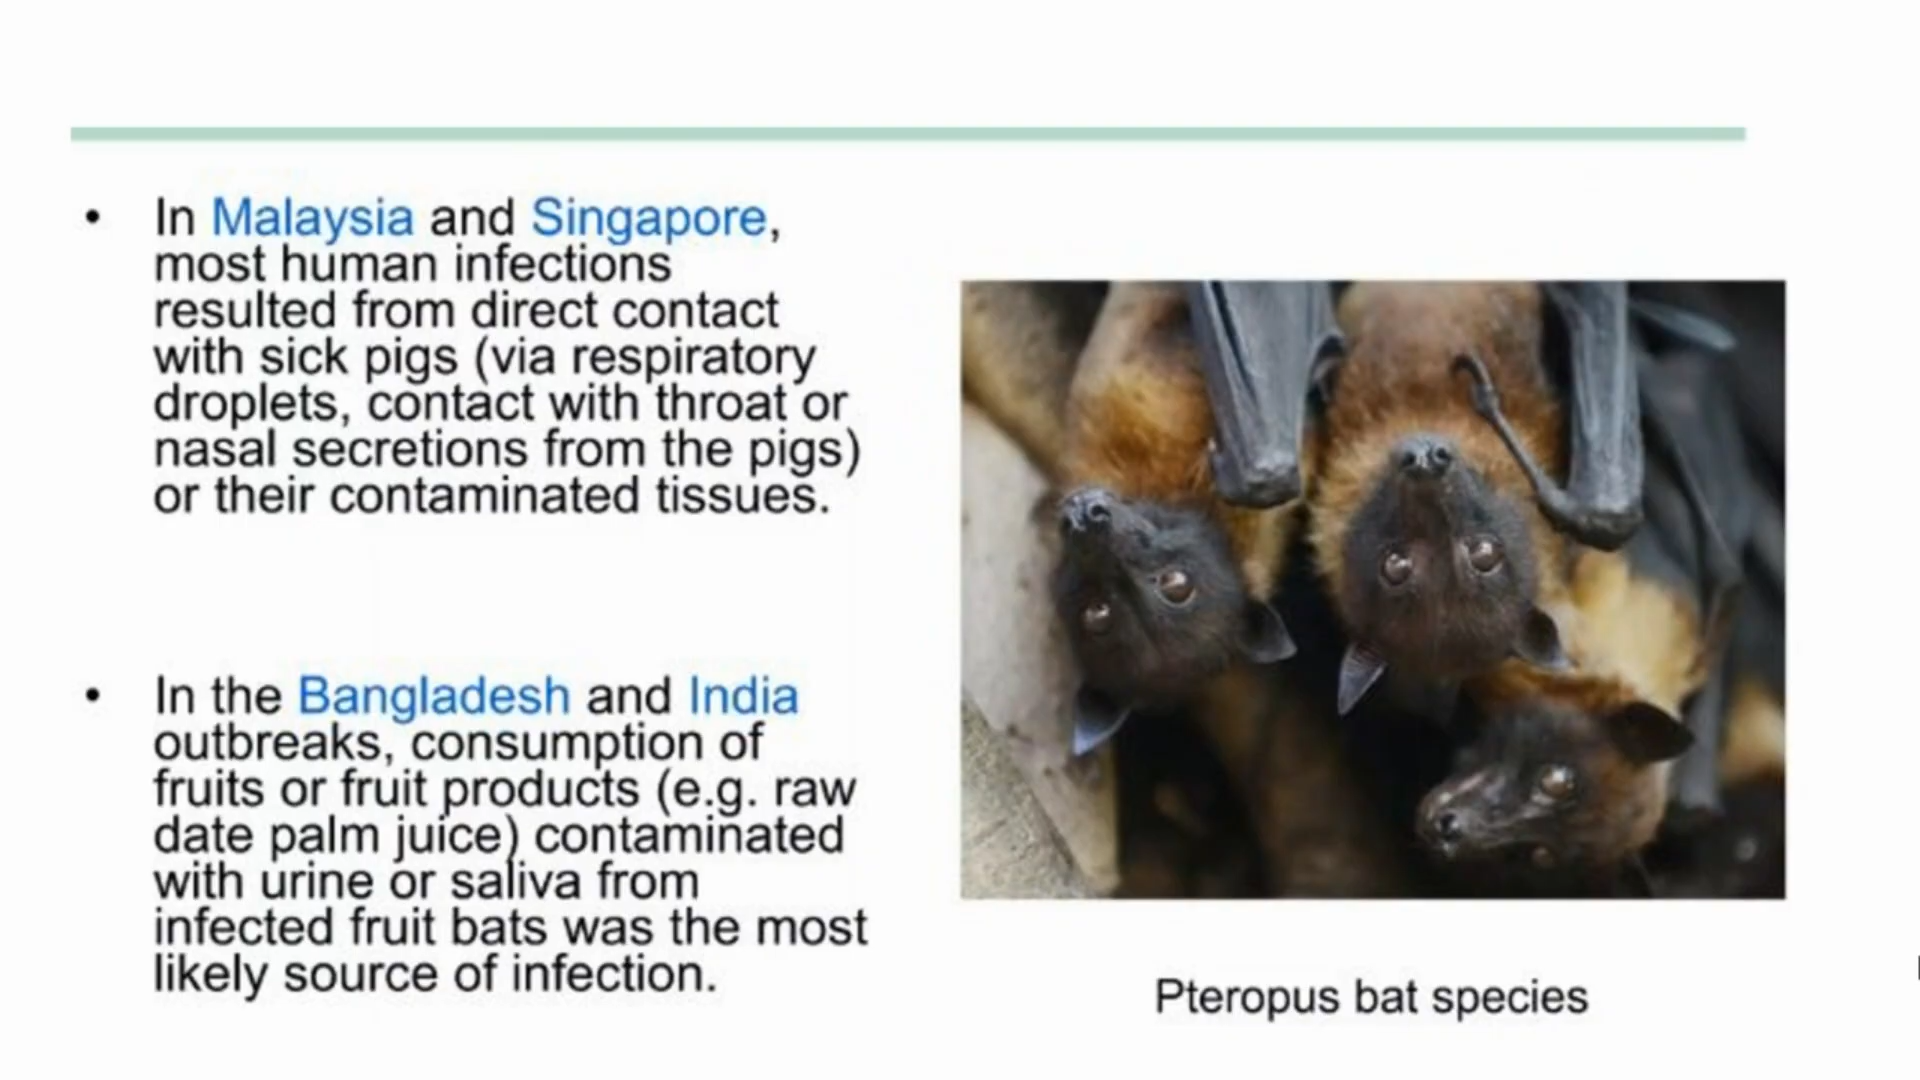 • In Malaysia and Singapore,
most human infections
resulted from direct contact
with sick pigs (via respiratory
droplets, contact with throat or
nasal secretions from the pigs)
or their contaminated tissues.
• In the Bangladesh and India
outbreaks, consumption of
fruits or fruit products (e.g. raw
date palm juice) contaminated
with urine or saliva from
infected fruit bats was the most
likely source of infection.
Pteropus bat species